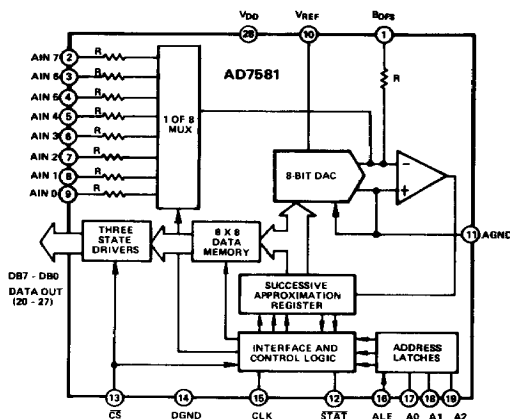 VDD VREF BOFS
28 10 1
AD7581
AIN 7 2 R
AIN 6 3 R
AIN 5 4 R
AIN 4 5 R
AIN 3 6 R
AIN 2 7 R
AIN 1 8 R
AIN 0 9 R
1 OF 8
MUX
R
8-BIT DAC
−
+
11 AGND
THREE
STATE
DRIVERS
8 X 8
DATA
MEMORY
DB7 - DB0
DATA OUT
(20 - 27)
SUCCESSIVE
APPROXIMATION
REGISTER
INTERFACE AND
CONTROL LOGIC
ADDRESS
LATCHES
13 14 15 12 16 17 18 19
CS DGND CLK STAT ALE A0 A1 A2